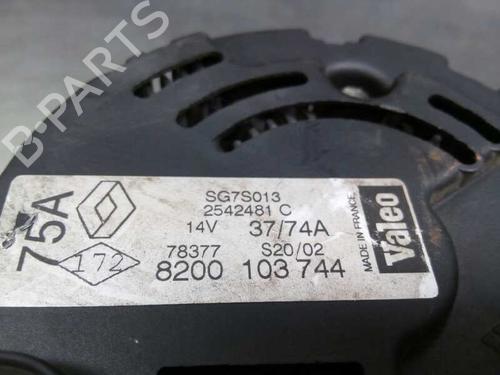 B-PARTS
SG7S013
2542481 C
14V 37/74A
78377 S20/02
8200 103 744
75A
172
MADE IN FRANCE
Valeo